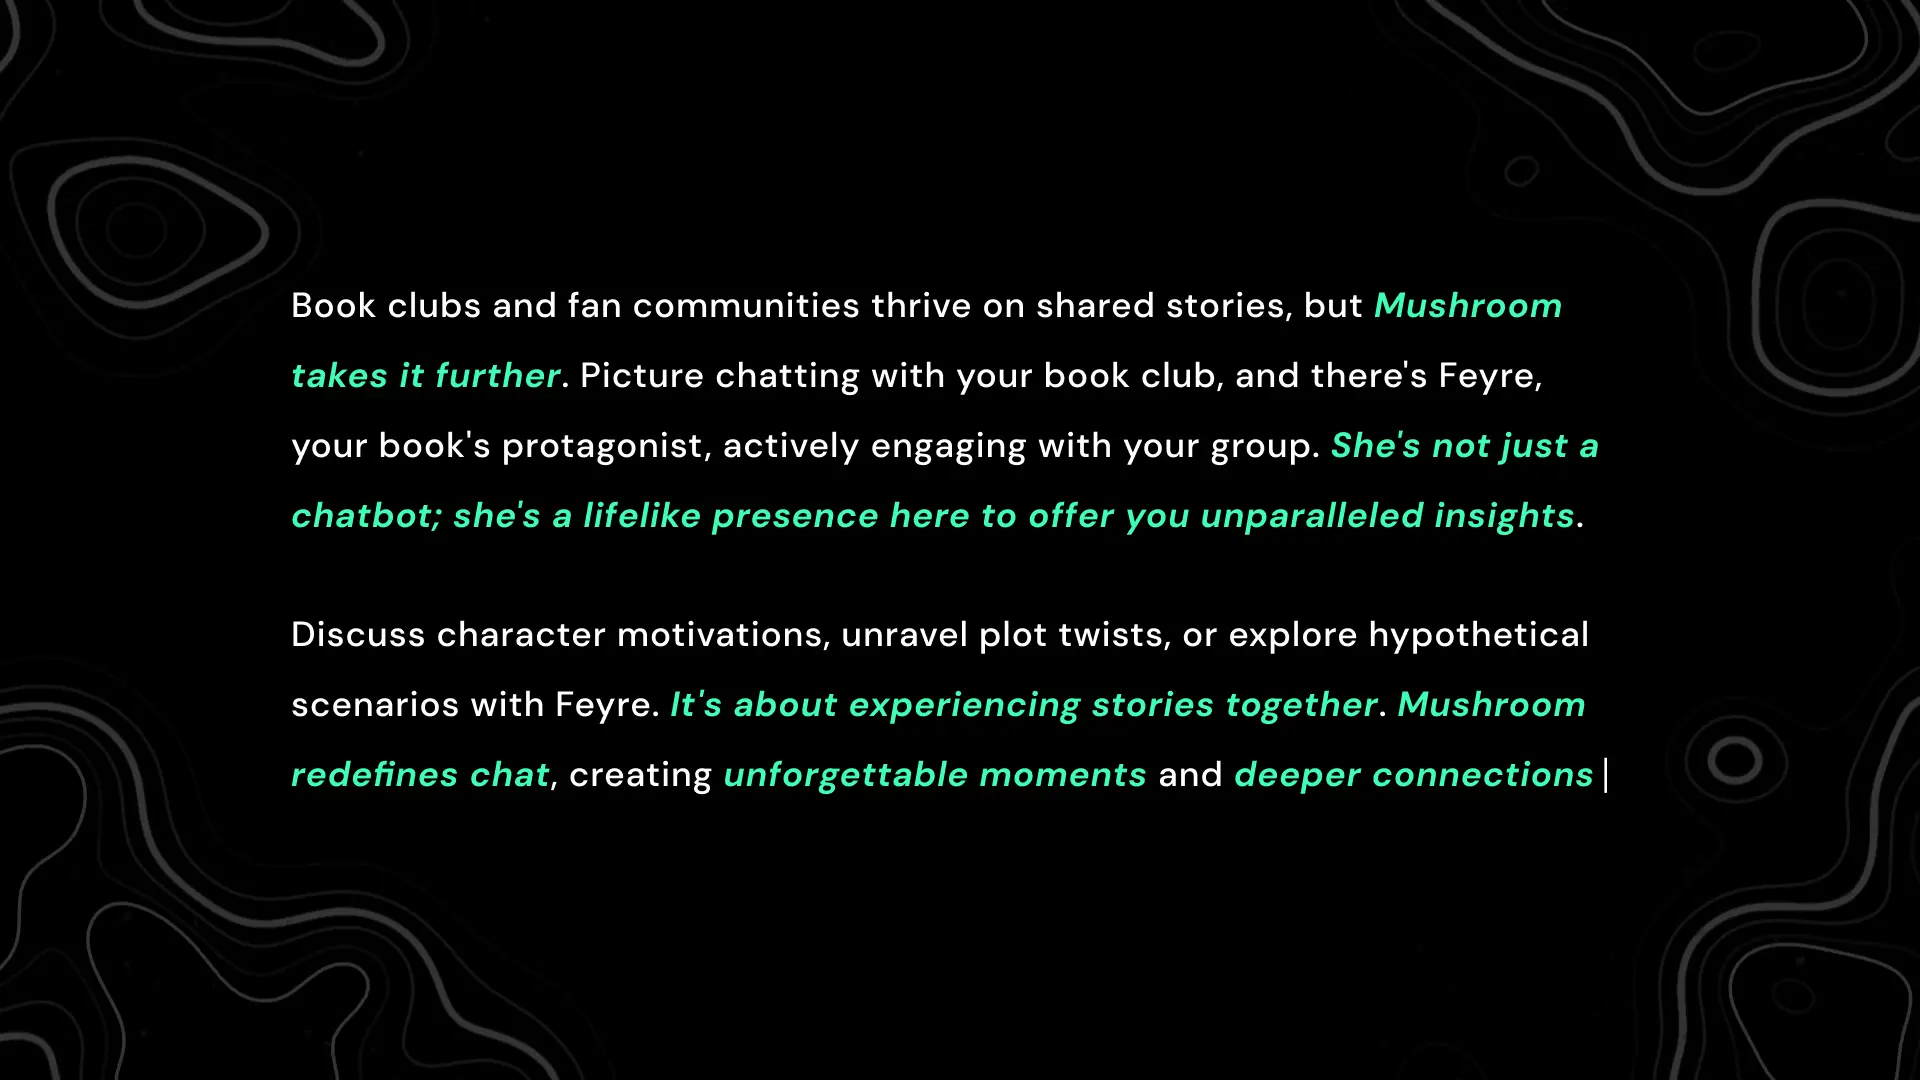 Book clubs and fan communities thrive on shared stories, but Mushroom
takes it further. Picture chatting with your book club, and there's Feyre,
your book's protagonist, actively engaging with your group. She's not just a
chatbot; she's a lifelike presence here to offer you unparalleled insights.
Discuss character motivations, unravel plot twists, or explore hypothetical
scenarios with Feyre. It's about experiencing stories together. Mushroom
redefines chat, creating unforgettable moments and deeper connections